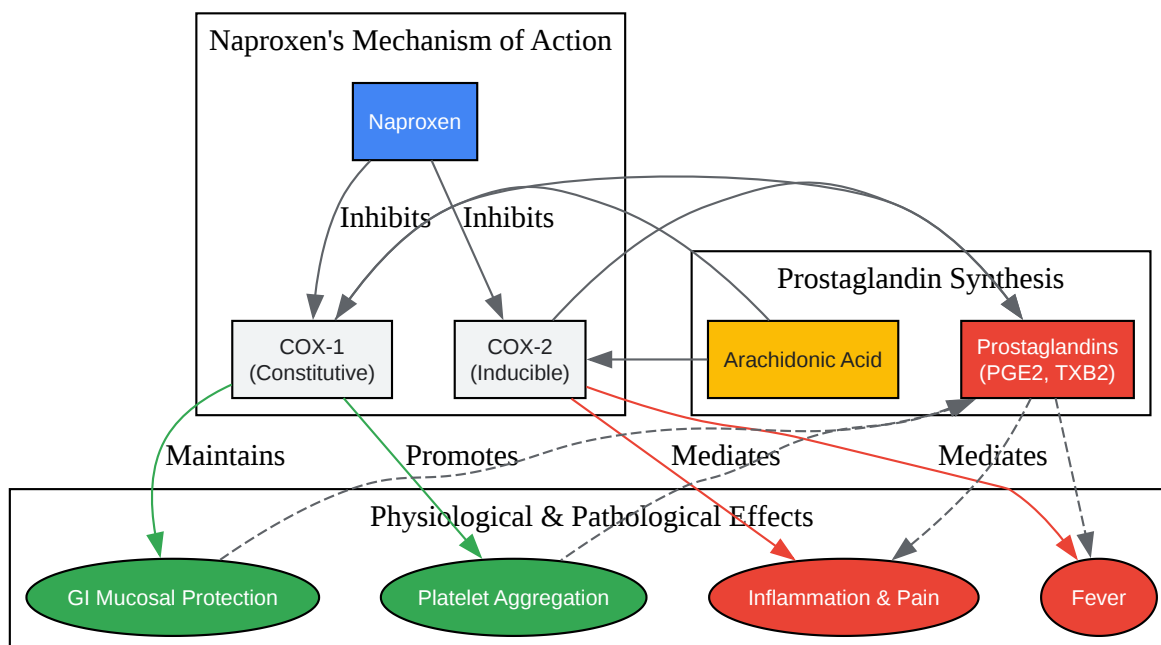 Naproxen's Mechanism of Action
Naproxen
Inhibits
Inhibits
Prostaglandin Synthesis
COX-1
(Constitutive)
COX-2
(Inducible)
Arachidonic Acid
Prostaglandins
(PGE2, TXB2)
Maintains
Promotes
Mediates
Mediates
Physiological & Pathological Effects
GI Mucosal Protection
Platelet Aggregation
Inflammation & Pain
Fever